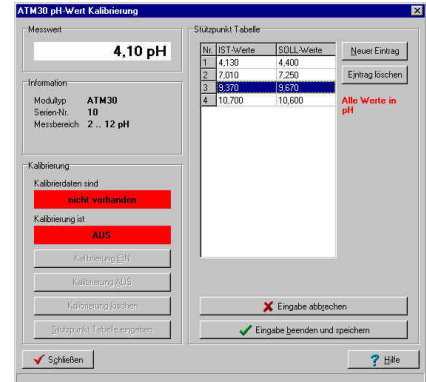 ATM30 pH-Wert Kalibrierung
Messwert
4,10 pH
Information
Modultyp ATM30
Serien-Nr. 10
Messbereich 2 .. 12 pH
Kalibrierung
Kalibrierdaten sind
nicht vorhanden
Kalibrierung ist
AUS
Kalibrierung EIN
Kalibrierung AUS
Kalibrierung löschen
Stützpunkt Tabelle eingeben
Stützpunkt Tabelle
Nr. IST-Werte SOLL-Werte
1 4,130 4,400
2 7,010 7,250
3 9,370 9,670
4 10,700 10,600
Neuer Eintrag
Eintrag löschen
Alle Werte in
pH
Eingabe abbrechen
Eingabe beenden und speichern
Schließen
Hilfe